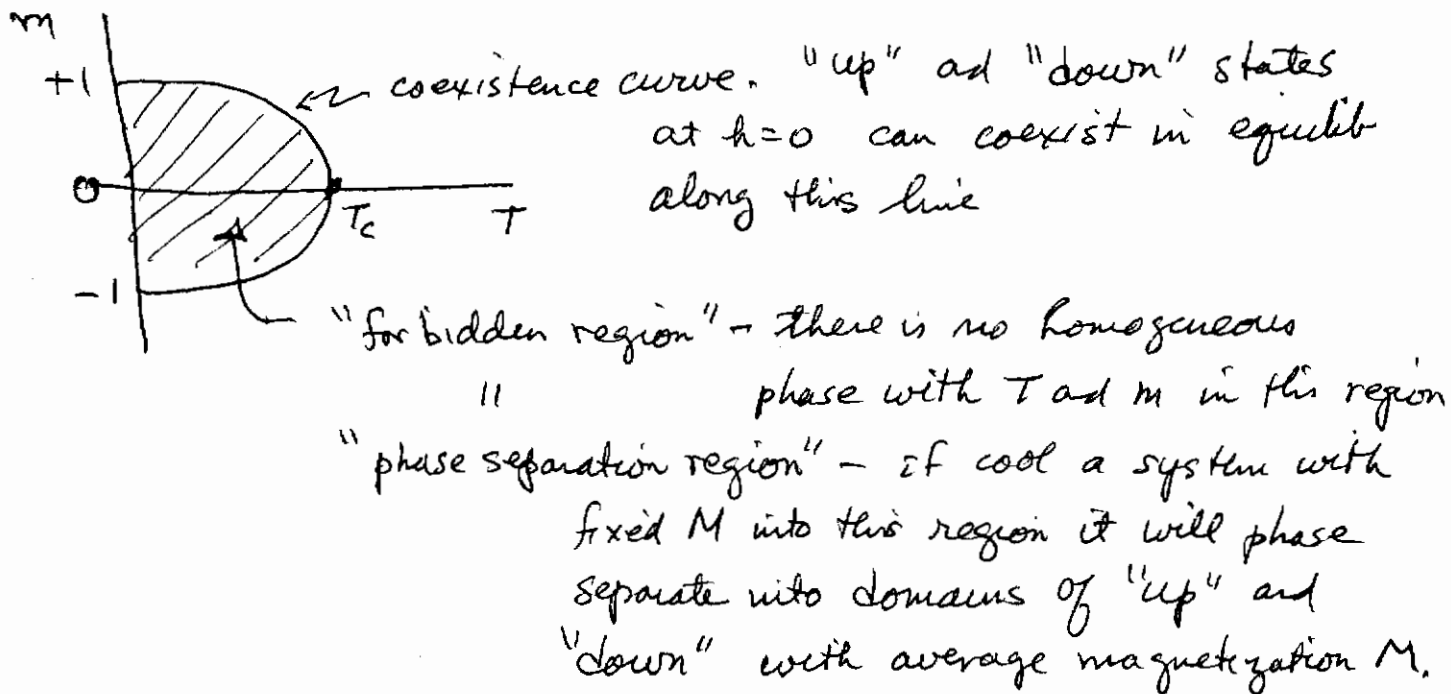 m
+1
coexistence curve. "up" ad "down" states
at h=0 can coexist in equilib
along this line
O
Tc
T
-1
"forbidden region" - there is no homogeneous
" phase with T ad m in this region
"phase separation region" - if cool a system with
fixed M into this region it will phase
separate into domains of "up" and
"down" with average magnetization M.